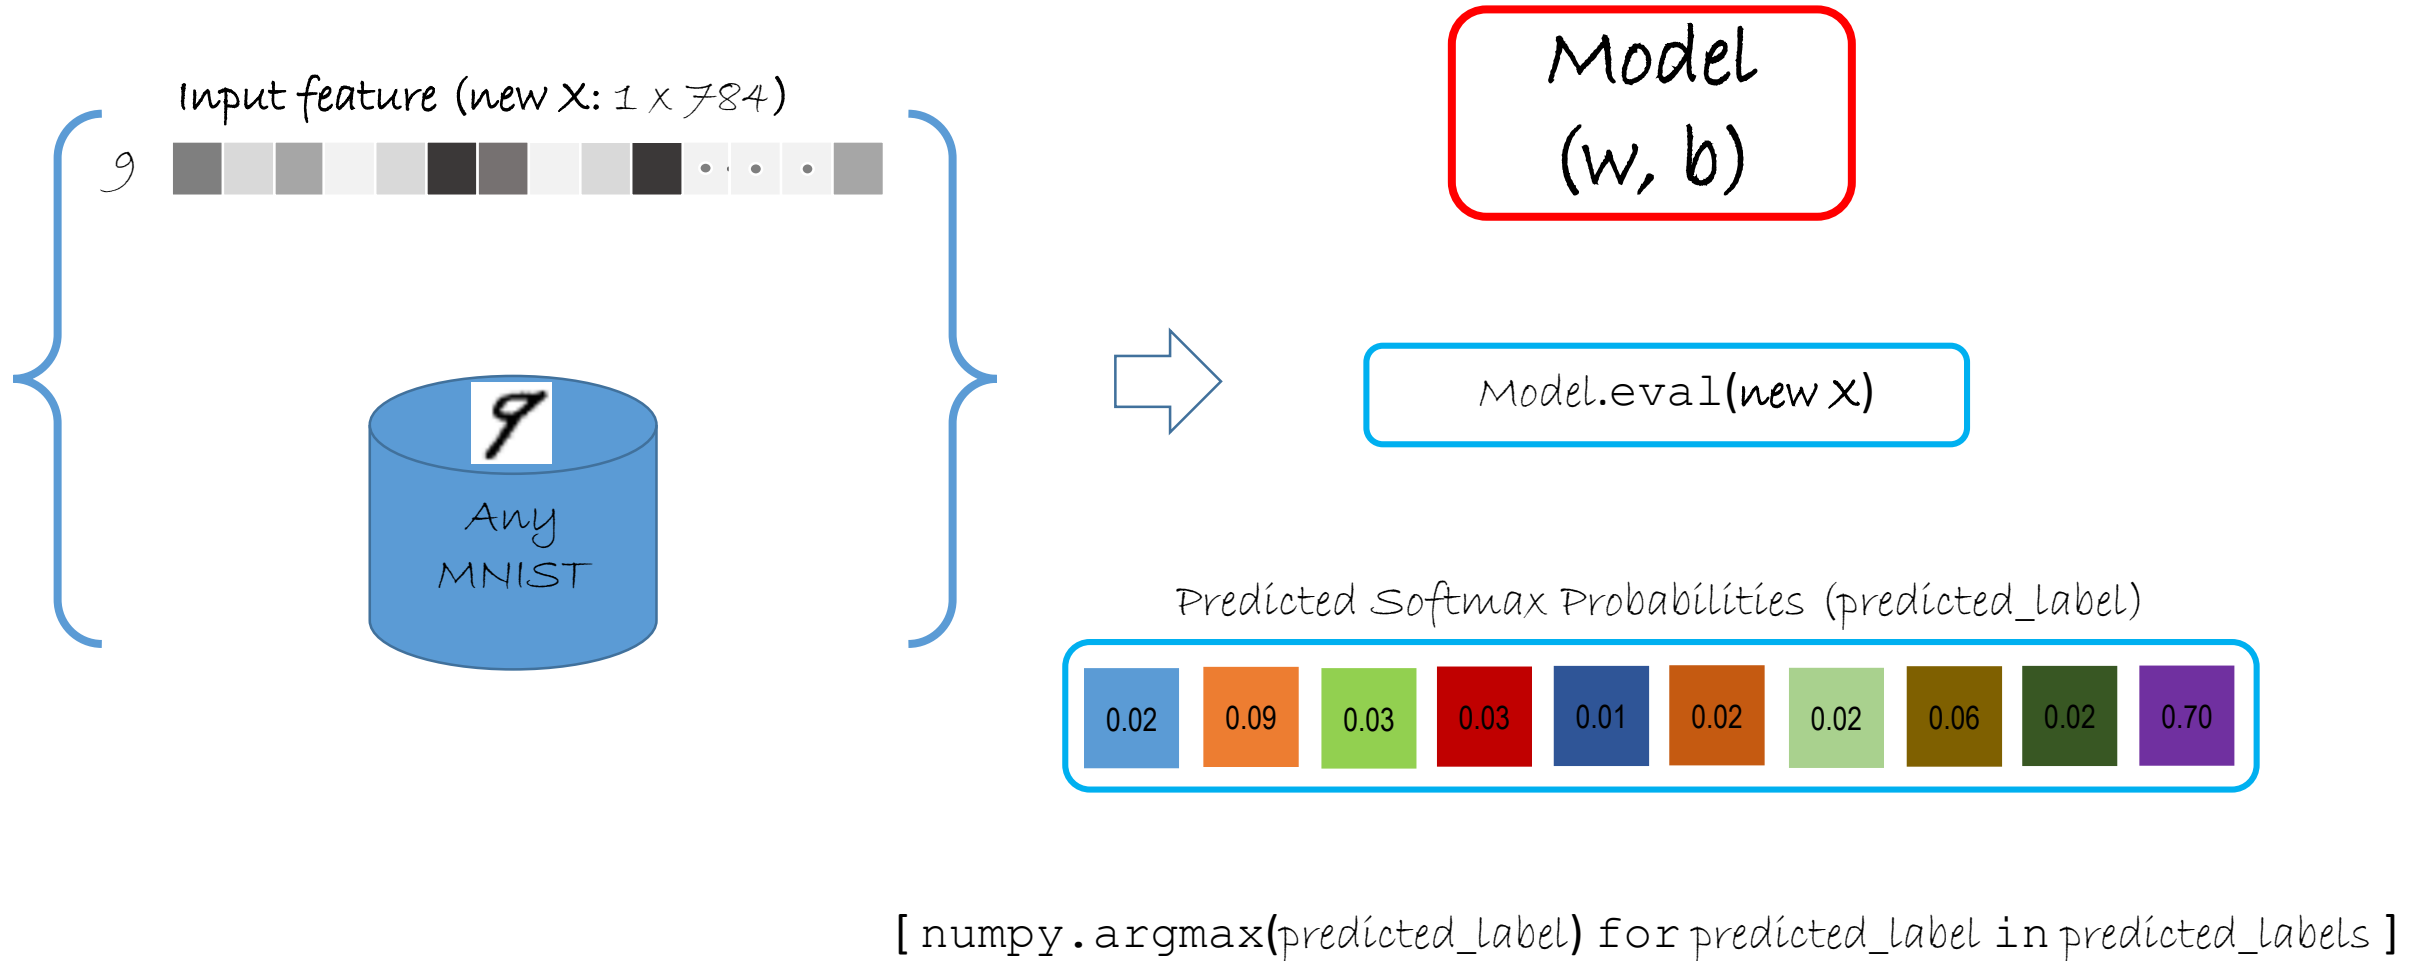 Input feature (new X: 1 x 784)
9
9
Any
MNIST
Model
(w, b)
Model.eval(new X)
Predicted Softmax Probabilities (predicted_label)
0.02 0.09 0.03 0.03 0.01 0.02 0.02 0.06 0.02 0.70
[ numpy.argmax(predicted_label) for predicted_label in predicted_labels ]